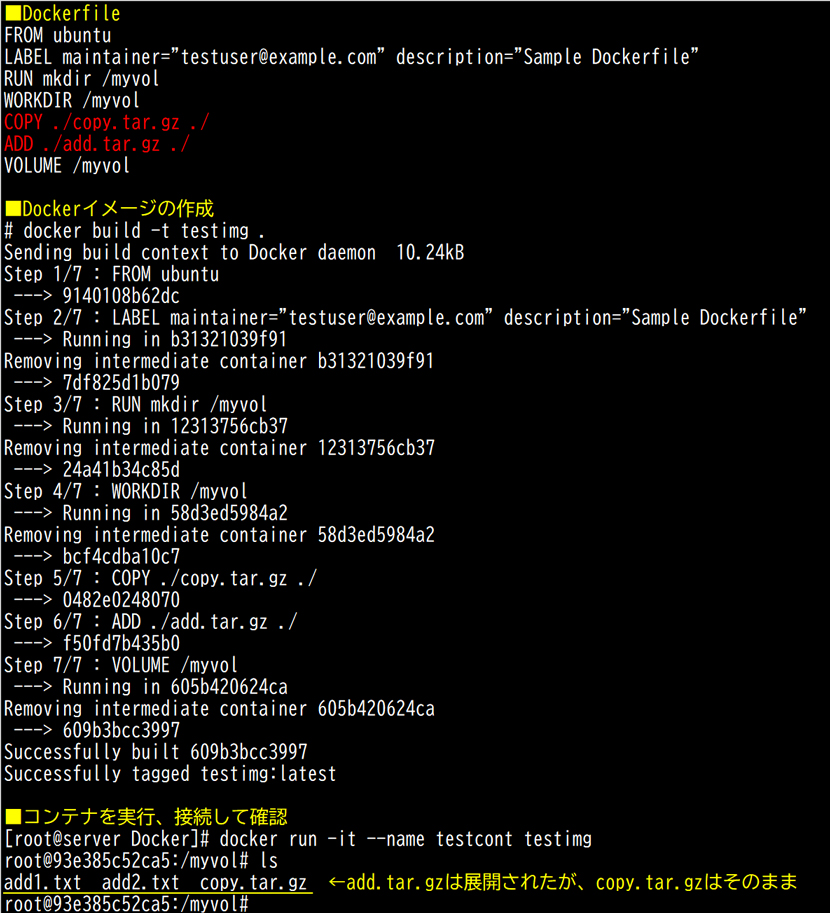 ■Dockerfile
FROM ubuntu
LABEL maintainer=”testuser@example.com” description=”Sample Dockerfile”
RUN mkdir /myvol
WORKDIR /myvol
COPY ./copy.tar.gz ./
ADD ./add.tar.gz ./
VOLUME /myvol
■Dockerイメージの作成
# docker build -t testimg .
Sending build context to Docker daemon  10.24kB
Step 1/7 : FROM ubuntu
 ---> 9140108b62dc
Step 2/7 : LABEL maintainer=”testuser@example.com” description=”Sample Dockerfile”
 ---> Running in b31321039f91
Removing intermediate container b31321039f91
 ---> 7df825d1b079
Step 3/7 : RUN mkdir /myvol
 ---> Running in 12313756cb37
Removing intermediate container 12313756cb37
 ---> 24a41b34c85d
Step 4/7 : WORKDIR /myvol
 ---> Running in 58d3ed5984a2
Removing intermediate container 58d3ed5984a2
 ---> bcf4cdba10c7
Step 5/7 : COPY ./copy.tar.gz ./
 ---> 0482e0248070
Step 6/7 : ADD ./add.tar.gz ./
 ---> f50fd7b435b0
Step 7/7 : VOLUME /myvol
 ---> Running in 605b420624ca
Removing intermediate container 605b420624ca
 ---> 609b3bcc3997
Successfully built 609b3bcc3997
Successfully tagged testimg:latest
■コンテナを実行、接続して確認
[root@server Docker]# docker run -it --name testcont testimg
root@93e385c52ca5:/myvol# ls
add1.txt  add2.txt  copy.tar.gz  ←add.tar.gzは展開されたが、copy.tar.gzはそのまま
root@93e385c52ca5:/myvol#